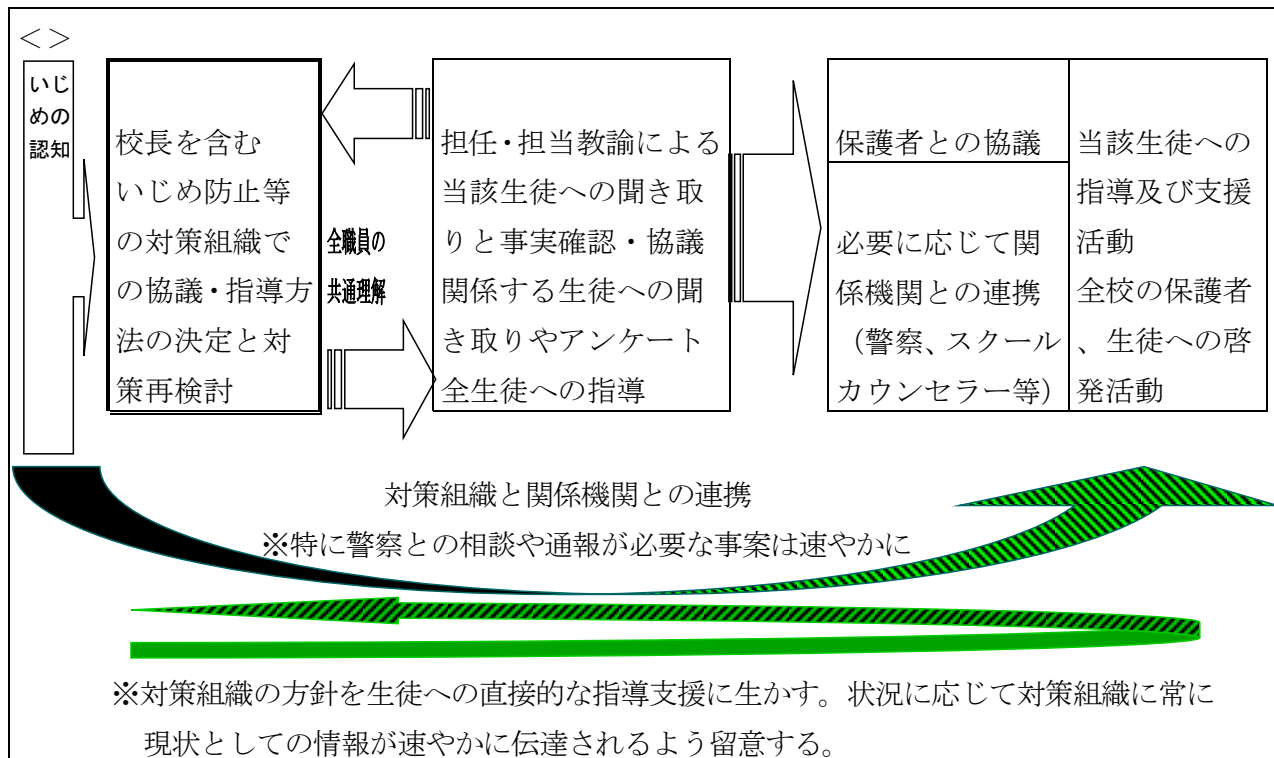 ＜＞
いじ
めの
認知
校長を含む
いじめ防止等
の対策組織で
の協議・指導方
法の決定と対
策再検討
全職員の
共通理解
担任・担当教諭による
当該生徒への聞き取
りと事実確認・協議
関係する生徒への聞
き取りやアンケート
全生徒への指導
保護者との協議
必要に応じて関
係機関との連携
（警察、スクール
カウンセラー等）
当該生徒への
指導及び支援
活動
全校の保護者
、生徒への啓
発活動
対策組織と関係機関との連携
※特に警察との相談や通報が必要な事案は速やかに
※対策組織の方針を生徒への直接的な指導支援に生かす。状況に応じて対策組織に常に
現状としての情報が速やかに伝達されるよう留意する。